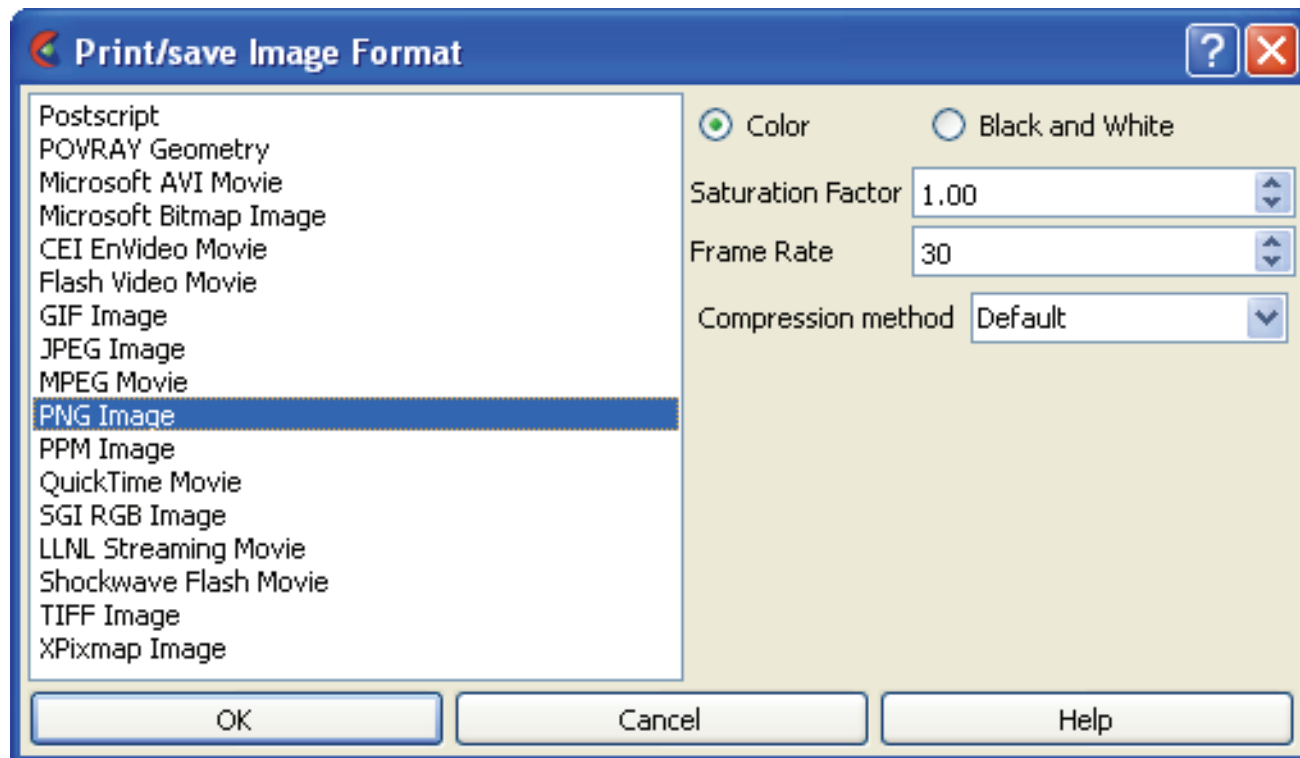 Print/save Image Format
Postscript
POVRAY Geometry
Microsoft AVI Movie
Microsoft Bitmap Image
CEI EnVideo Movie
Flash Video Movie
GIF Image
JPEG Image
MPEG Movie
PNG Image
PPM Image
QuickTime Movie
SGI RGB Image
LLNL Streaming Movie
Shockwave Flash Movie
TIFF Image
XPixmap Image
Color Black and White
Saturation Factor 1.00
Frame Rate 30
Compression method Default
OK Cancel Help